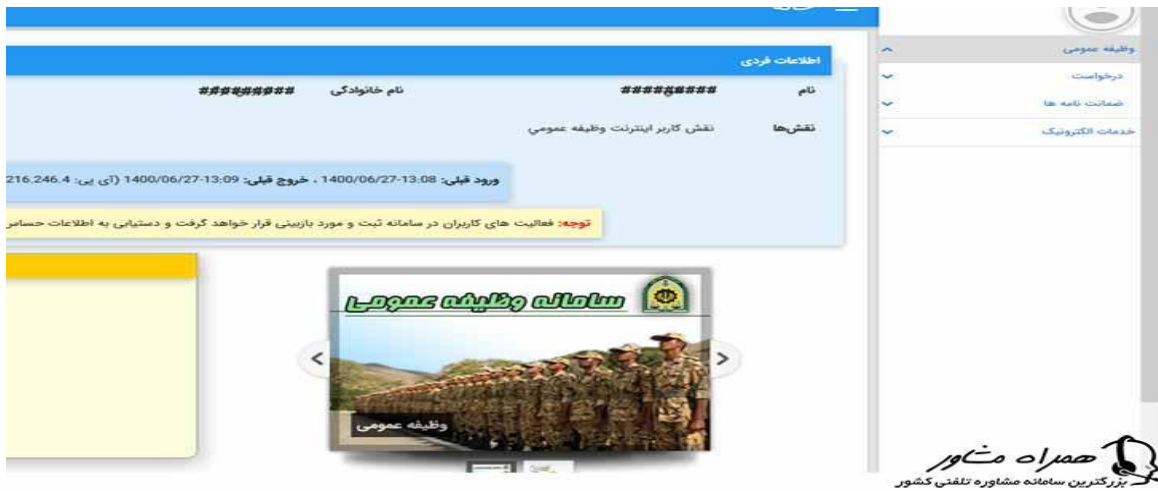 وظیفه عمومی
درخواست
ضمانت نامه ها
خدمات الکترونیک
اطلاعات فردی
نام ######### نام خانوادگی #########
نقش‌ها نقش کاربر اینترنت وظیفه عمومي
ورود قبلی: 13:08-1400/06/27 ، خروج قبلی: 13:09-1400/06/27 (آی پی: 216.246.4
توجه: فعالیت های کاربران در سامانه ثبت و مورد بازبینی قرار خواهد گرفت و دستیابی به اطلاعات حساس
سامانه وظیفه عمومی
وظیفه عمومی
همراه مشاور
بزرگترین سامانه مشاوره تلفنی کشور